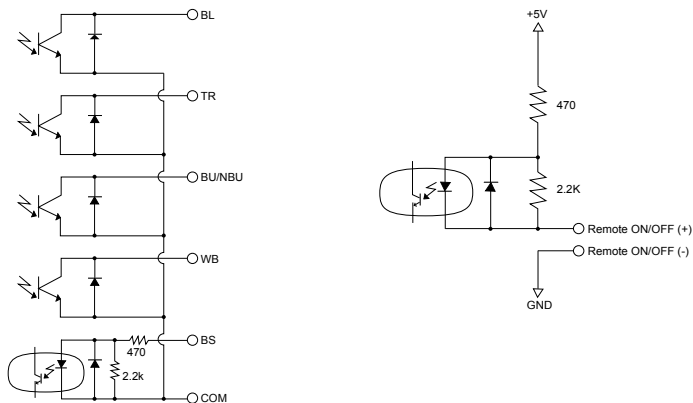 BL
TR
BU/NBU
WB
BS
470
2.2k
COM
+5V
470
2.2K
Remote ON/OFF (+)
Remote ON/OFF (-)
GND